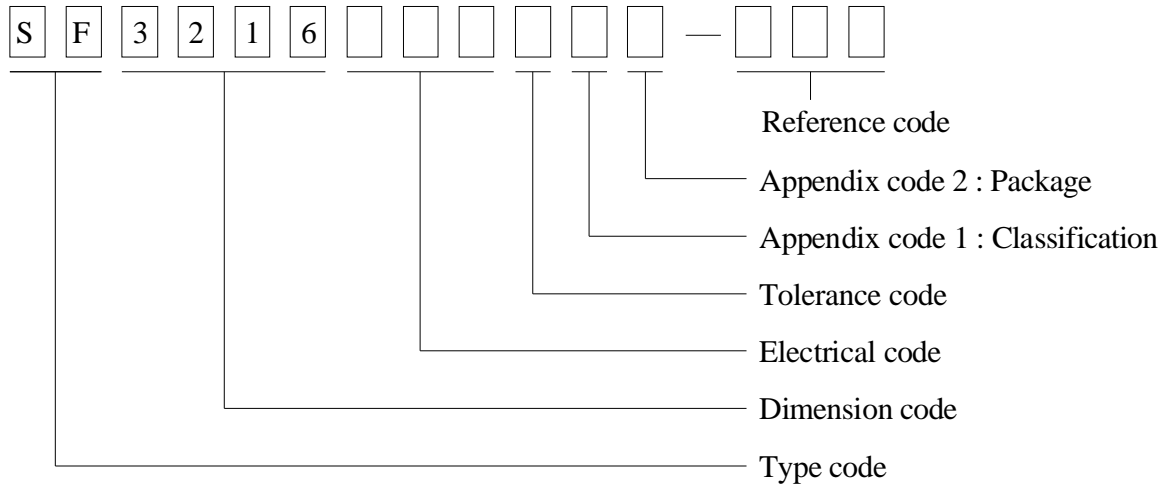 S F 3 2 1 6 —
Reference code
Appendix code 2 : Package
Appendix code 1 : Classification
Tolerance code
Electrical code
Dimension code
Type code